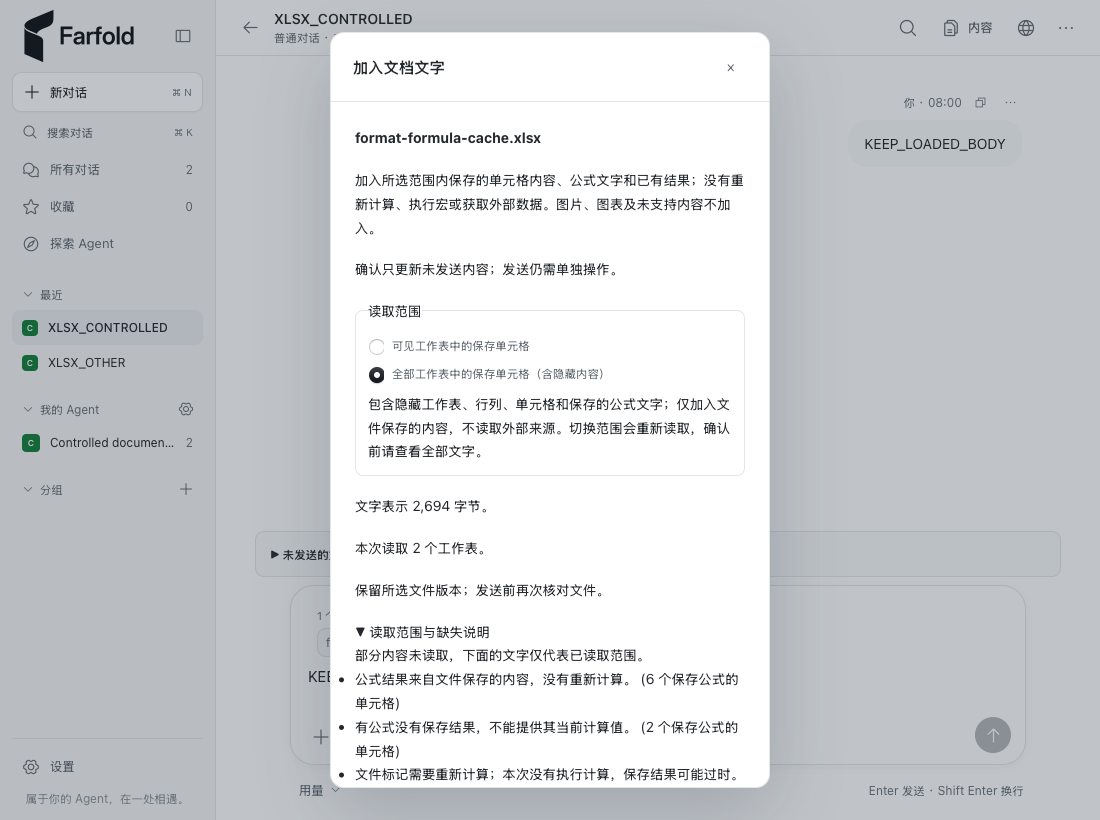 Farfold
新对话 ⌘ N
搜索对话 ⌘ K
所有对话 2
收藏 0
探索 Agent
最近
C XLSX_CONTROLLED
C XLSX_OTHER
我的 Agent
C Controlled documen... 2
分组
设置
属于你的 Agent，在一处相遇。
XLSX_CONTROLLED
普通对话 ·
内容
你 · 08:00
KEEP_LOADED_BODY
加入文档文字
×
format-formula-cache.xlsx
加入所选范围内保存的单元格内容、公式文字和已有结果；没有重
新计算、执行宏或获取外部数据。图片、图表及未支持内容不加
入。
确认只更新未发送内容；发送仍需单独操作。
读取范围
可见工作表中的保存单元格
全部工作表中的保存单元格（含隐藏内容）
包含隐藏工作表、行列、单元格和保存的公式文字；仅加入文
件保存的内容，不读取外部来源。切换范围会重新读取，确认
前请查看全部文字。
文字表示 2,694 字节。
本次读取 2 个工作表。
保留所选文件版本；发送前再次核对文件。
▼ 读取范围与缺失说明
部分内容未读取，下面的文字仅代表已读取范围。
• 公式结果来自文件保存的内容，没有重新计算。 (6 个保存公式的
单元格)
• 有公式没有保存结果，不能提供其当前计算值。 (2 个保存公式的
单元格)
• 文件标记需要重新计算；本次没有执行计算，保存结果可能过时。
▶ 未发送的
1
KEE
用量
Enter 发送 · Shift Enter 换行